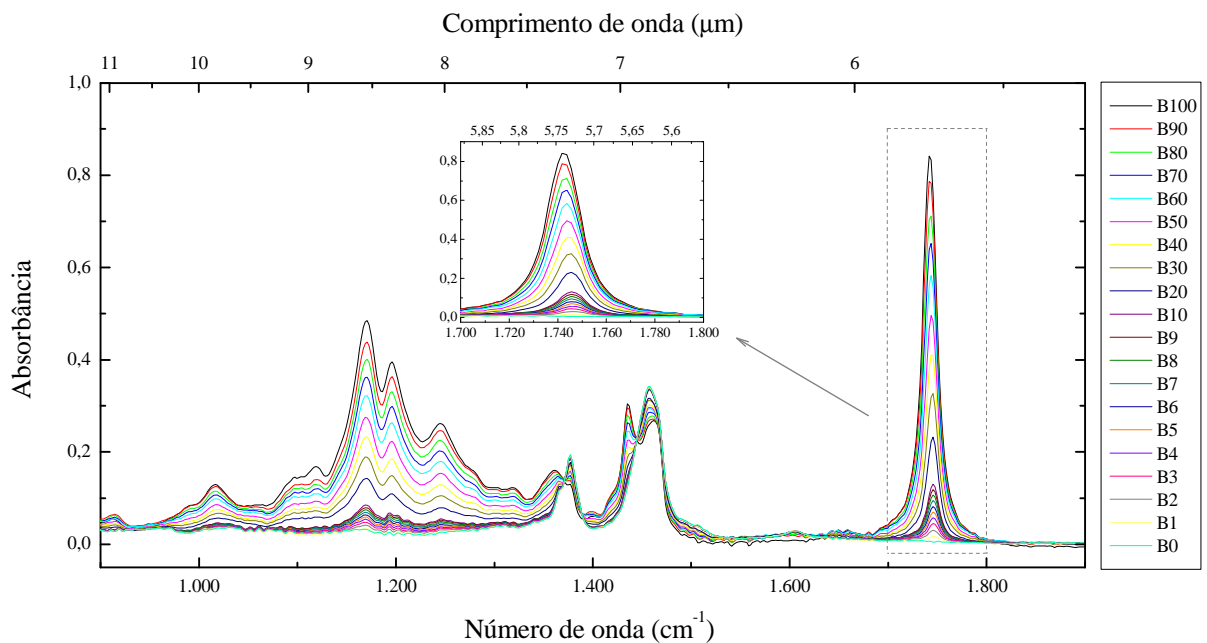 Comprimento de onda (µm)
11 10 9 8 7 6
1,0
0,8
0,6
0,4
0,2
0,0
Absorbância
5,85 5,8 5,75 5,7 5,65 5,6
0,8
0,6
0,4
0,2
0,0
1.700 1.720 1.740 1.760 1.780 1.800
1.000 1.200 1.400 1.600 1.800
Número de onda (cm⁻¹)
B100
B90
B80
B70
B60
B50
B40
B30
B20
B10
B9
B8
B7
B6
B5
B4
B3
B2
B1
B0